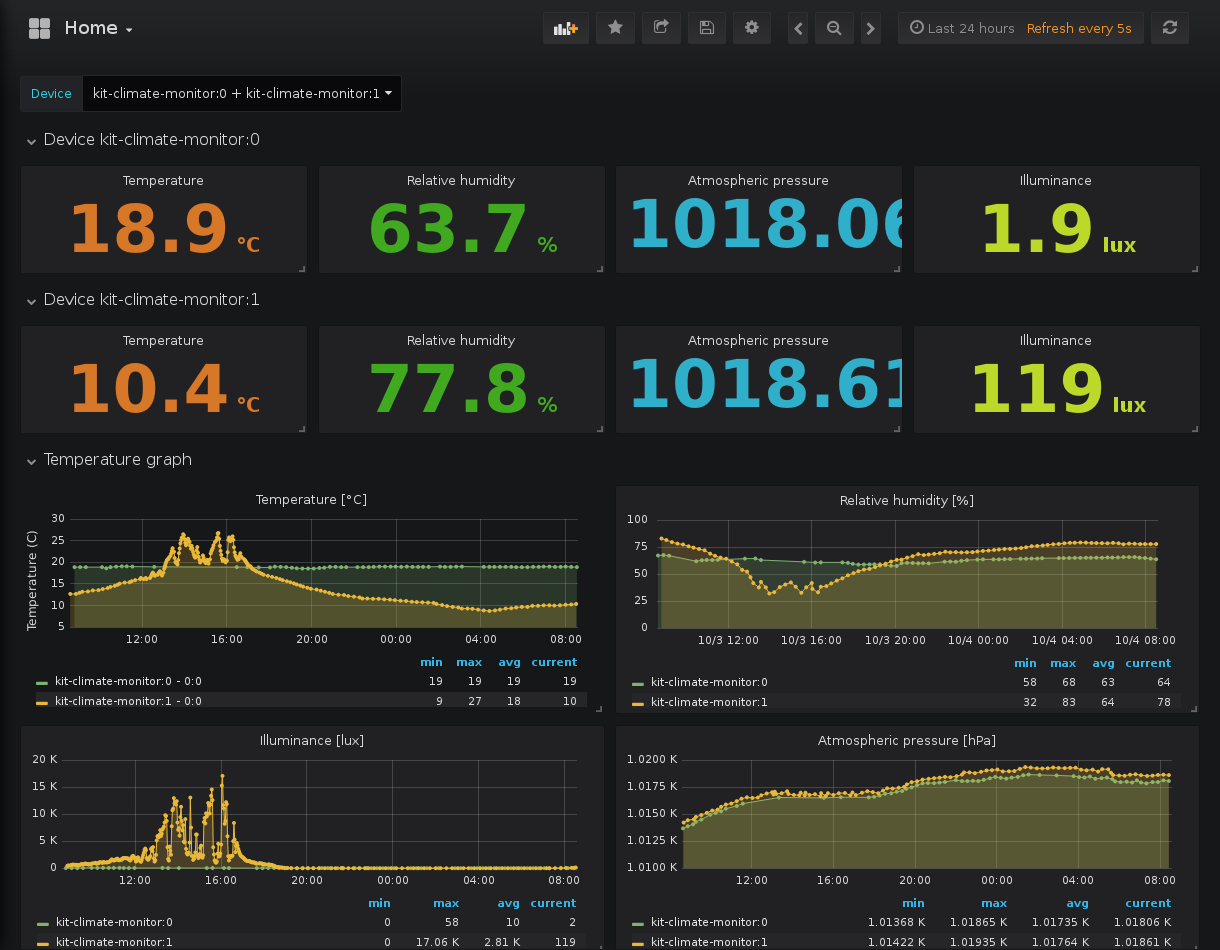 Home
Last 24 hours Refresh every 5s
Device kit-climate-monitor:0 + kit-climate-monitor:1
Device kit-climate-monitor:0
Temperature
18.9 °C
Relative humidity
63.7 %
Atmospheric pressure
1018.06
Illuminance
1.9 lux
Device kit-climate-monitor:1
Temperature
10.4 °C
Relative humidity
77.8 %
Atmospheric pressure
1018.61
Illuminance
119 lux
Temperature graph
Temperature [°C]
Temperature (C)
30
25
20
15
10
5
12:00 16:00 20:00 00:00 04:00 08:00
min max avg current
kit-climate-monitor:0 - 0:0 19 19 19 19
kit-climate-monitor:1 - 0:0 9 27 18 10
Relative humidity [%]
100
75
50
25
0
10/3 12:00 10/3 16:00 10/3 20:00 10/4 00:00 10/4 04:00 10/4 08:00
min max avg current
kit-climate-monitor:0 58 68 63 64
kit-climate-monitor:1 32 83 64 78
Illuminance [lux]
20 K
15 K
10 K
5 K
0
12:00 16:00 20:00 00:00 04:00 08:00
min max avg current
kit-climate-monitor:0 0 58 10 2
kit-climate-monitor:1 0 17.06 K 2.81 K 119
Atmospheric pressure [hPa]
1.0200 K
1.0175 K
1.0150 K
1.0125 K
1.0100 K
12:00 16:00 20:00 00:00 04:00 08:00
min max avg current
kit-climate-monitor:0 1.01368 K 1.01865 K 1.01735 K 1.01806 K
kit-climate-monitor:1 1.01422 K 1.01935 K 1.01764 K 1.01861 K